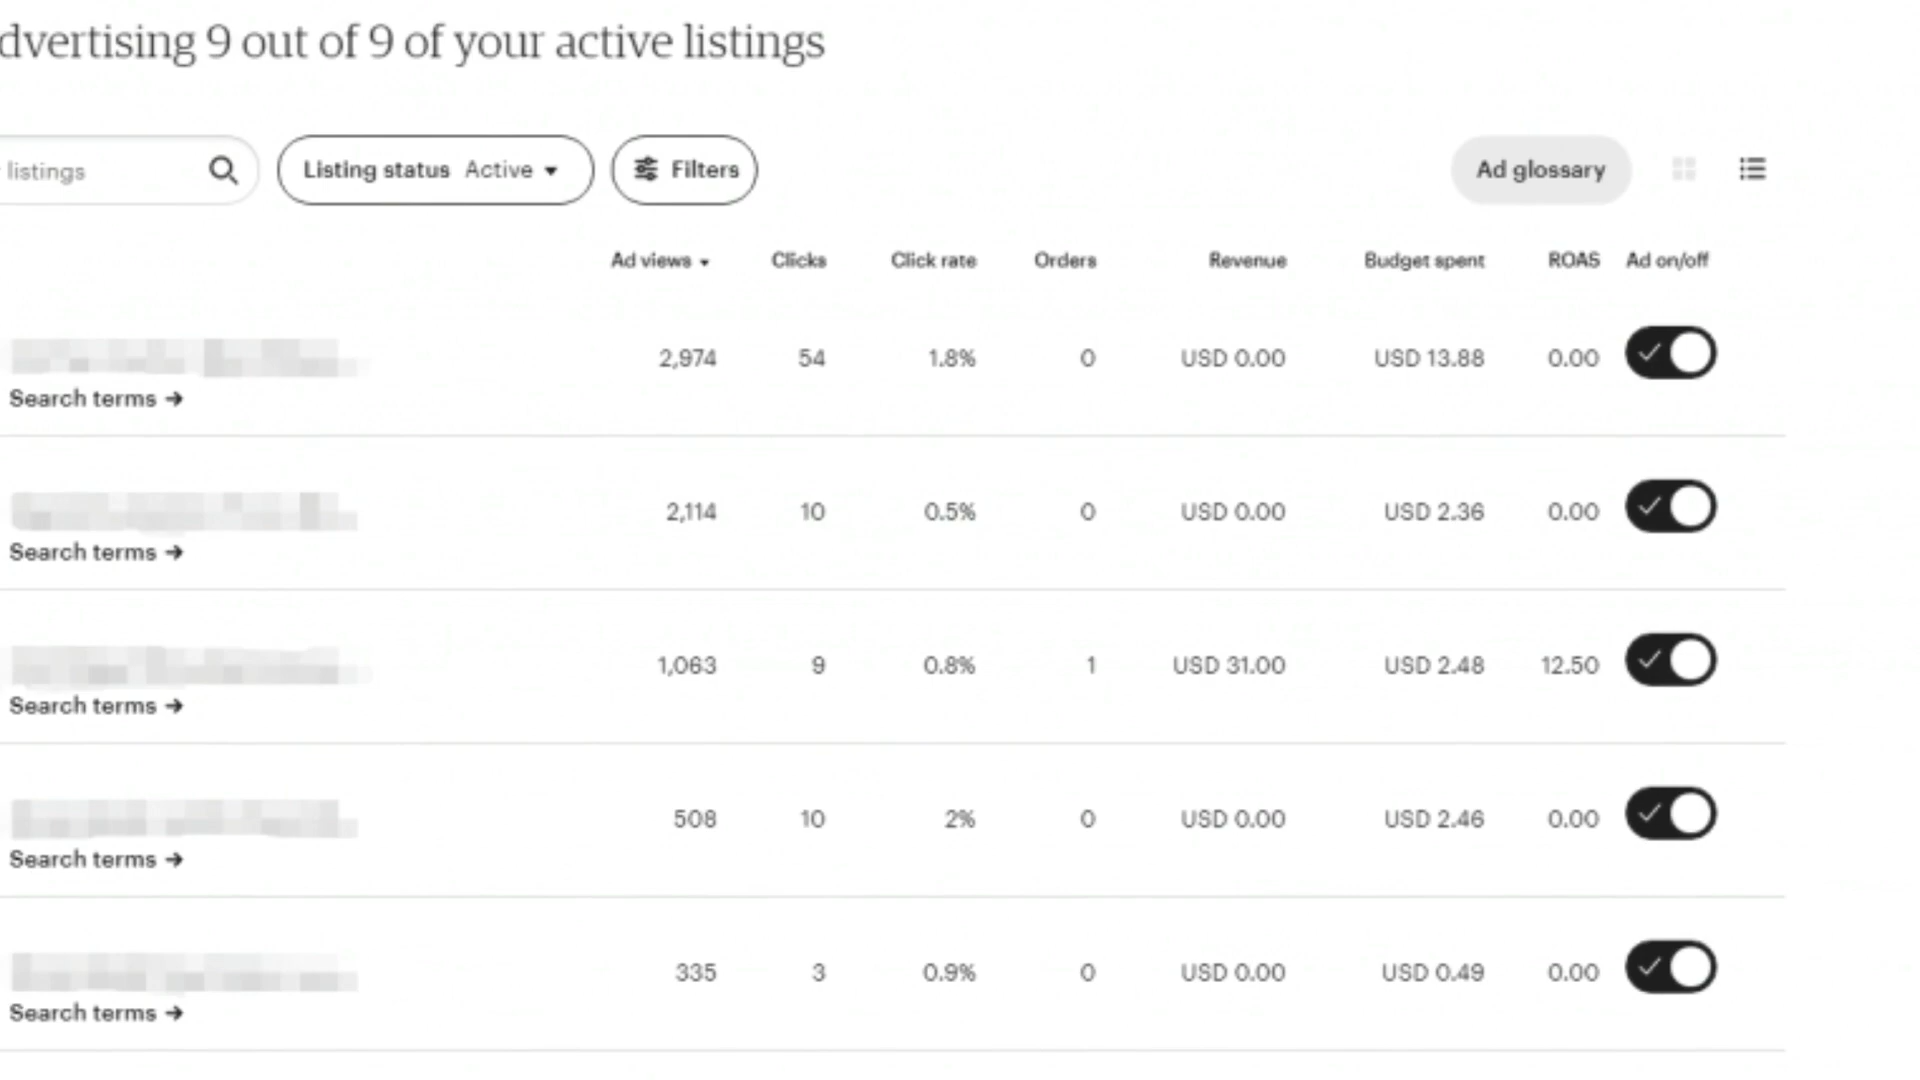 dvertising 9 out of 9 of your active listings
listings Listing status Active Filters Ad glossary
Ad views Clicks Click rate Orders Revenue Budget spent ROAS Ad on/off
2,974 54 1.8% 0 USD 0.00 USD 13.88 0.00
Search terms →
2,114 10 0.5% 0 USD 0.00 USD 2.36 0.00
Search terms →
1,063 9 0.8% 1 USD 31.00 USD 2.48 12.50
Search terms →
508 10 2% 0 USD 0.00 USD 2.46 0.00
Search terms →
335 3 0.9% 0 USD 0.00 USD 0.49 0.00
Search terms →